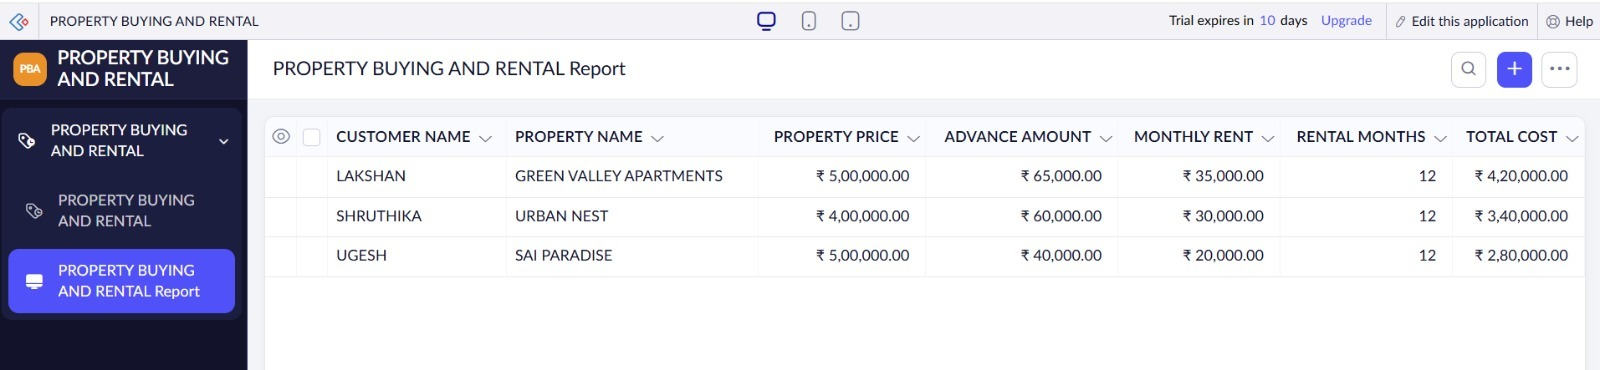 PROPERTY BUYING AND RENTAL
Trial expires in 10 days Upgrade Edit this application Help
PBA
PROPERTY BUYING
AND RENTAL
PROPERTY BUYING
AND RENTAL
PROPERTY BUYING
AND RENTAL
PROPERTY BUYING
AND RENTAL Report
PROPERTY BUYING AND RENTAL Report
CUSTOMER NAME PROPERTY NAME PROPERTY PRICE ADVANCE AMOUNT MONTHLY RENT RENTAL MONTHS TOTAL COST
LAKSHAN GREEN VALLEY APARTMENTS ₹ 5,00,000.00 ₹ 65,000.00 ₹ 35,000.00 12 ₹ 4,20,000.00
SHRUTHIKA URBAN NEST ₹ 4,00,000.00 ₹ 60,000.00 ₹ 30,000.00 12 ₹ 3,40,000.00
UGESH SAI PARADISE ₹ 5,00,000.00 ₹ 40,000.00 ₹ 20,000.00 12 ₹ 2,80,000.00